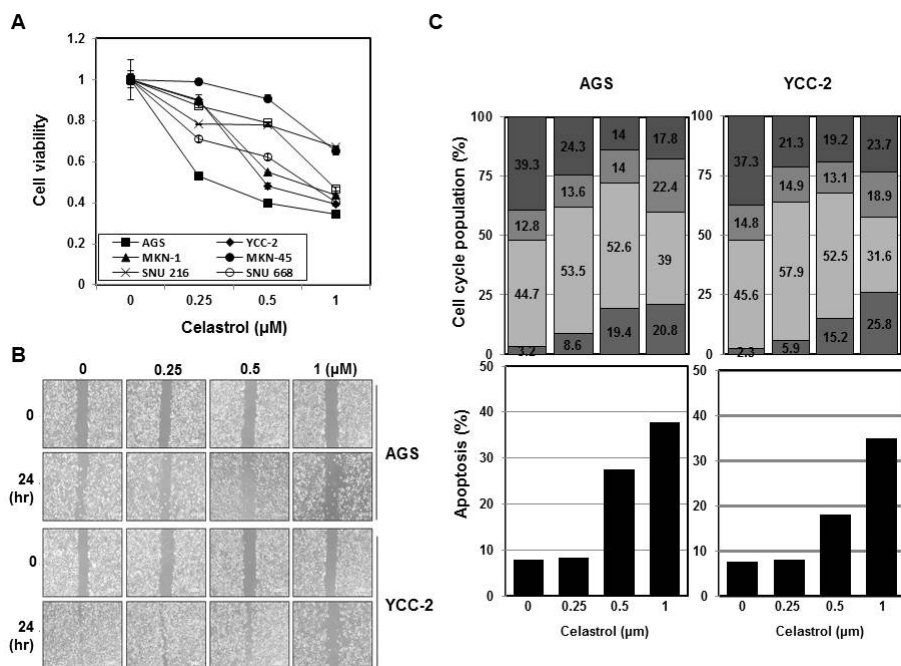 A
Cell viability
1.2
1
0.8
0.6
0.4
0.2
0
AGS YCC-2
MKN-1 MKN-45
SNU 216 SNU 668
0 0.25 0.5 1
Celastrol (µM)
B
0 0.25 0.5 1 (µM)
0
24
(hr)
AGS
0
24
(hr)
YCC-2
C
AGS YCC-2
Cell cycle population (%)
100
75
50
25
0
39.3 24.3 14 17.8
12.8 13.6 14 22.4
44.7 53.5 52.6 39
3.2 8.6 19.4 20.8
100
75
50
25
0
37.3 21.3 19.2 23.7
14.8 14.9 13.1 18.9
45.6 57.9 52.5 31.6
2.3 5.9 15.2 25.8
Apoptosis (%)
50
40
30
20
10
0
0 0.25 0.5 1
Celastrol (µm)
50
40
30
20
10
0
0 0.25 0.5 1
Celastrol (µm)